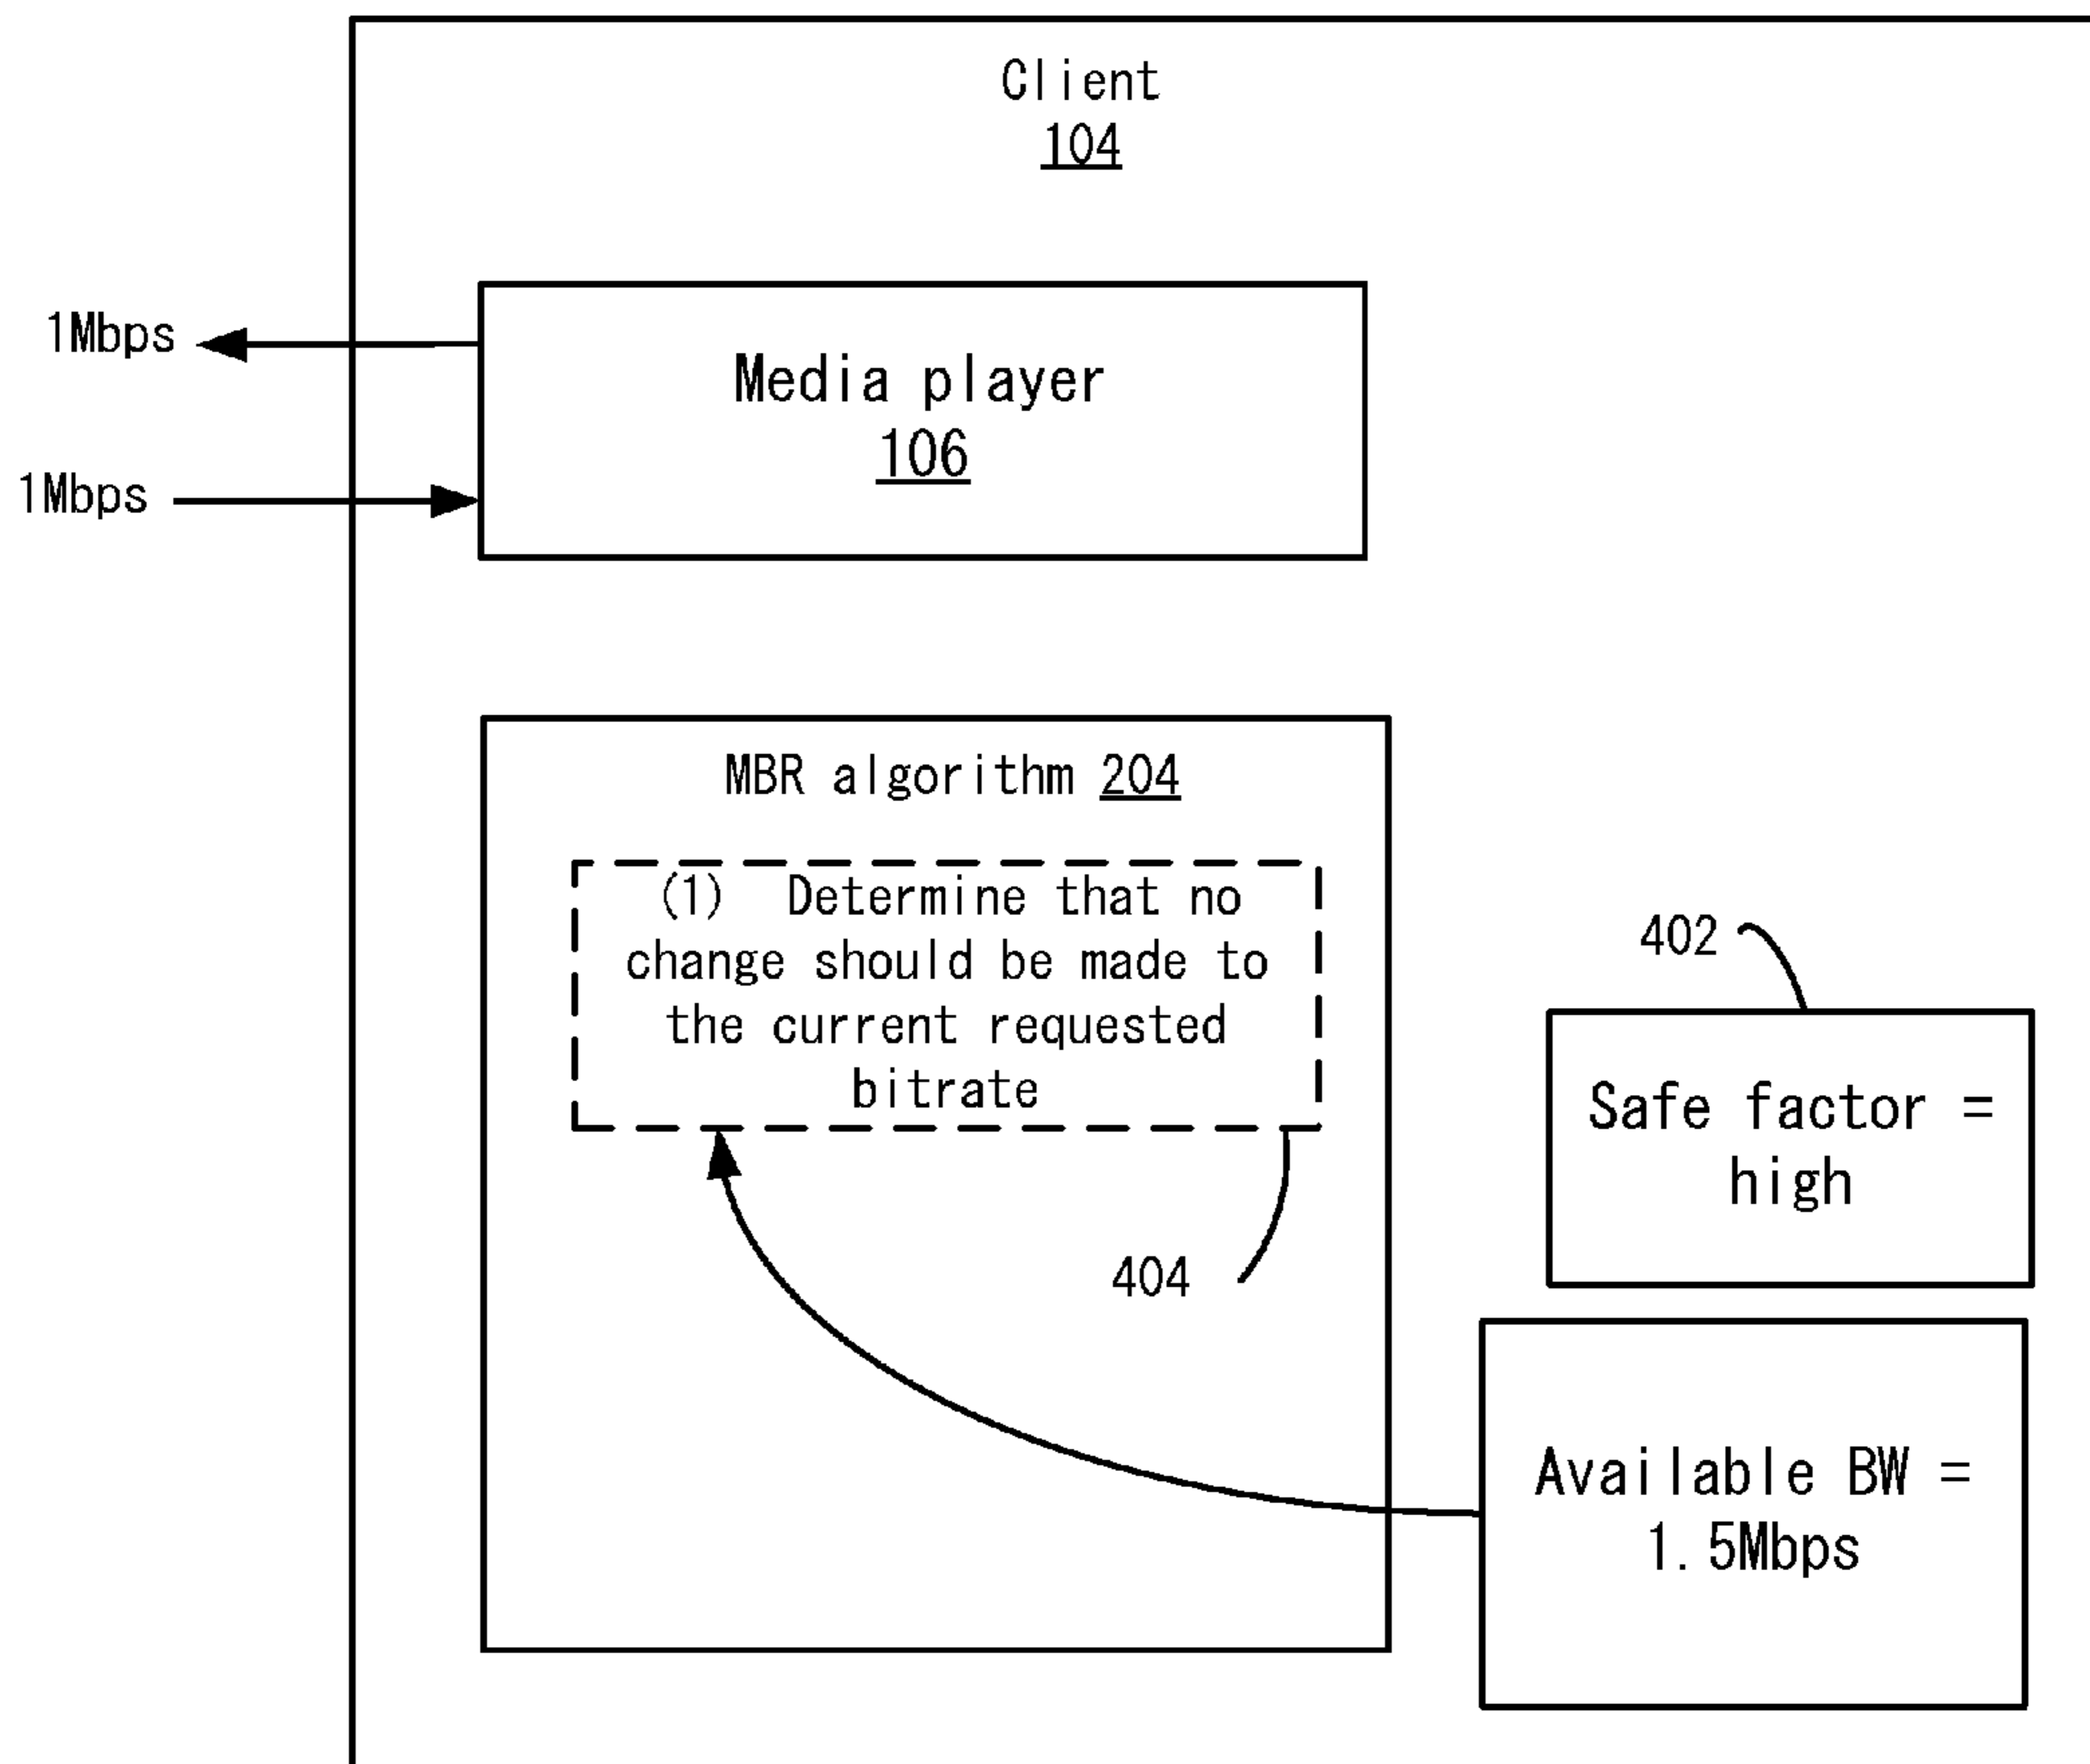 Client
104
1Mbps
Media player
106
1Mbps
MBR algorithm 204
(1) Determine that no
change should be made to
the current requested
bitrate
402
Safe factor =
high
404
Available BW =
1.5Mbps